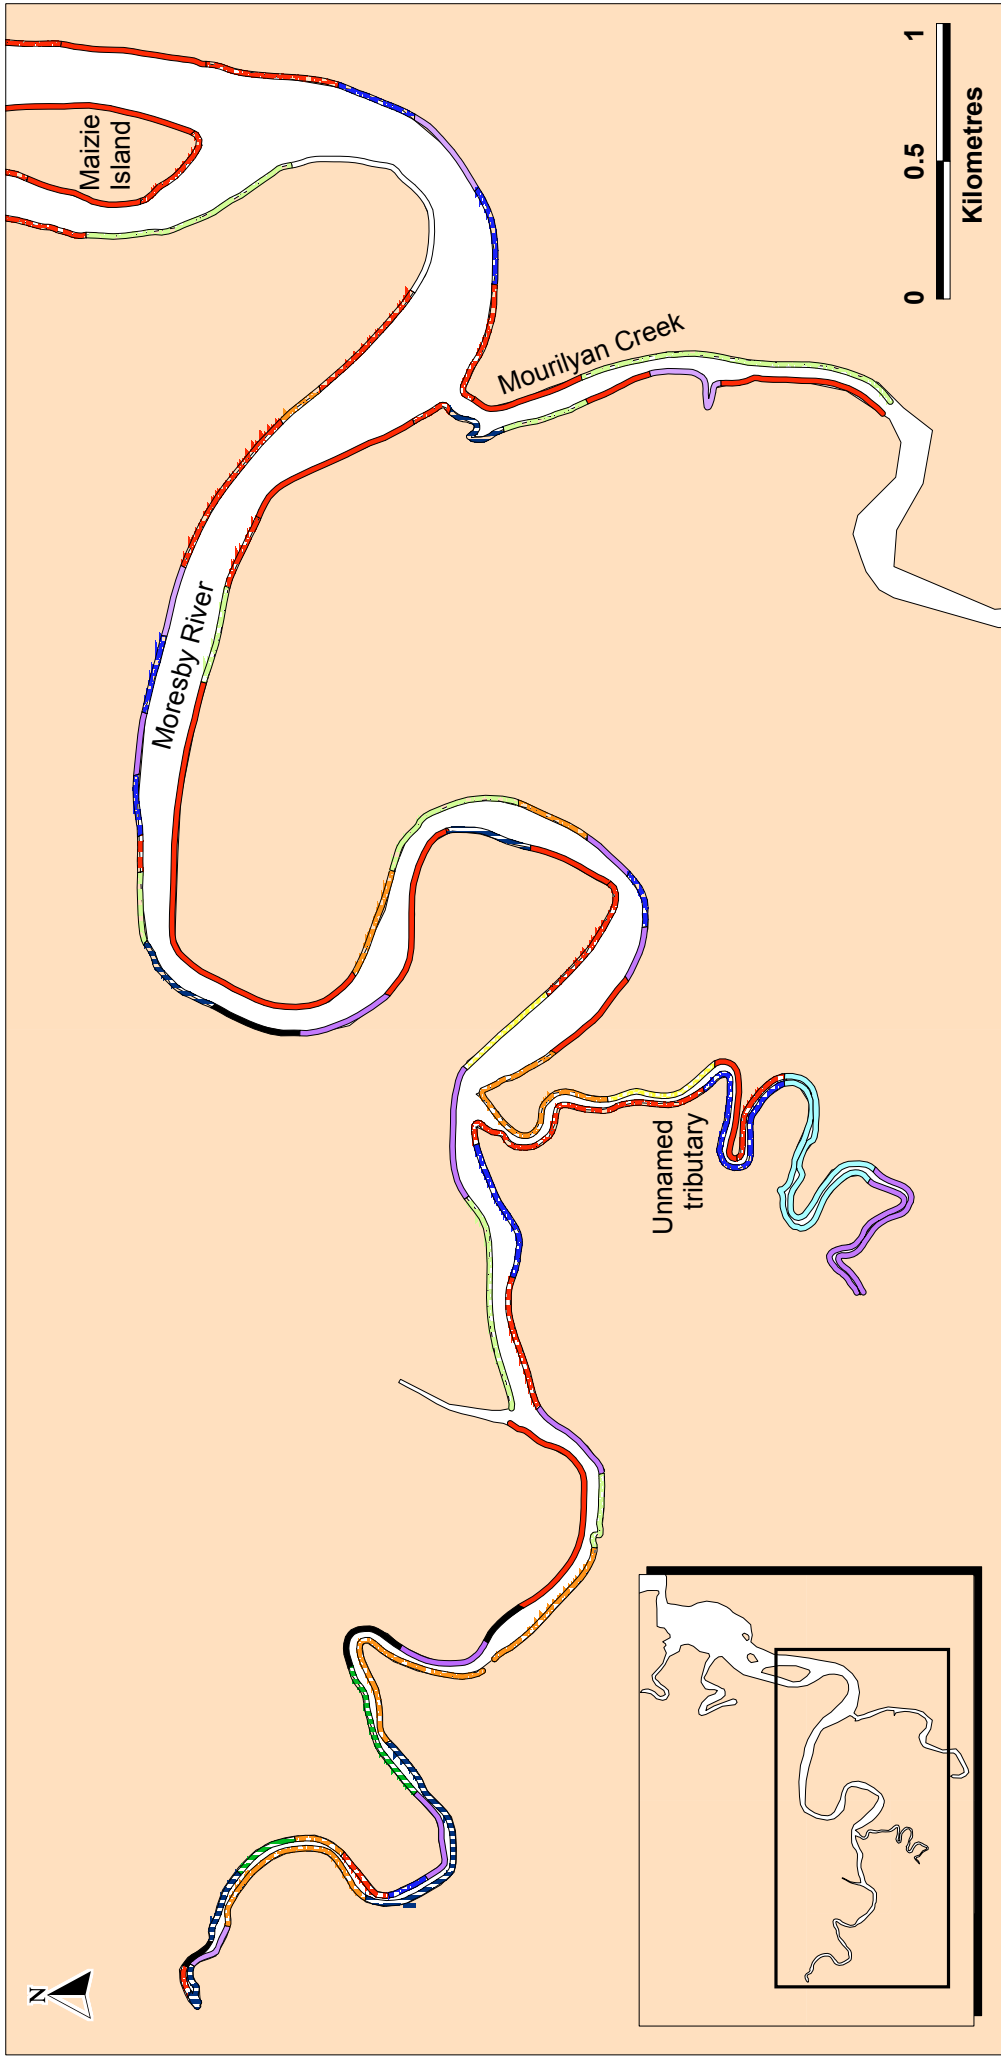 Maizie
Island
0
0.5
1
Kilometres
Mourilyan Creek
Moresby River
Unnamed
tributary
N